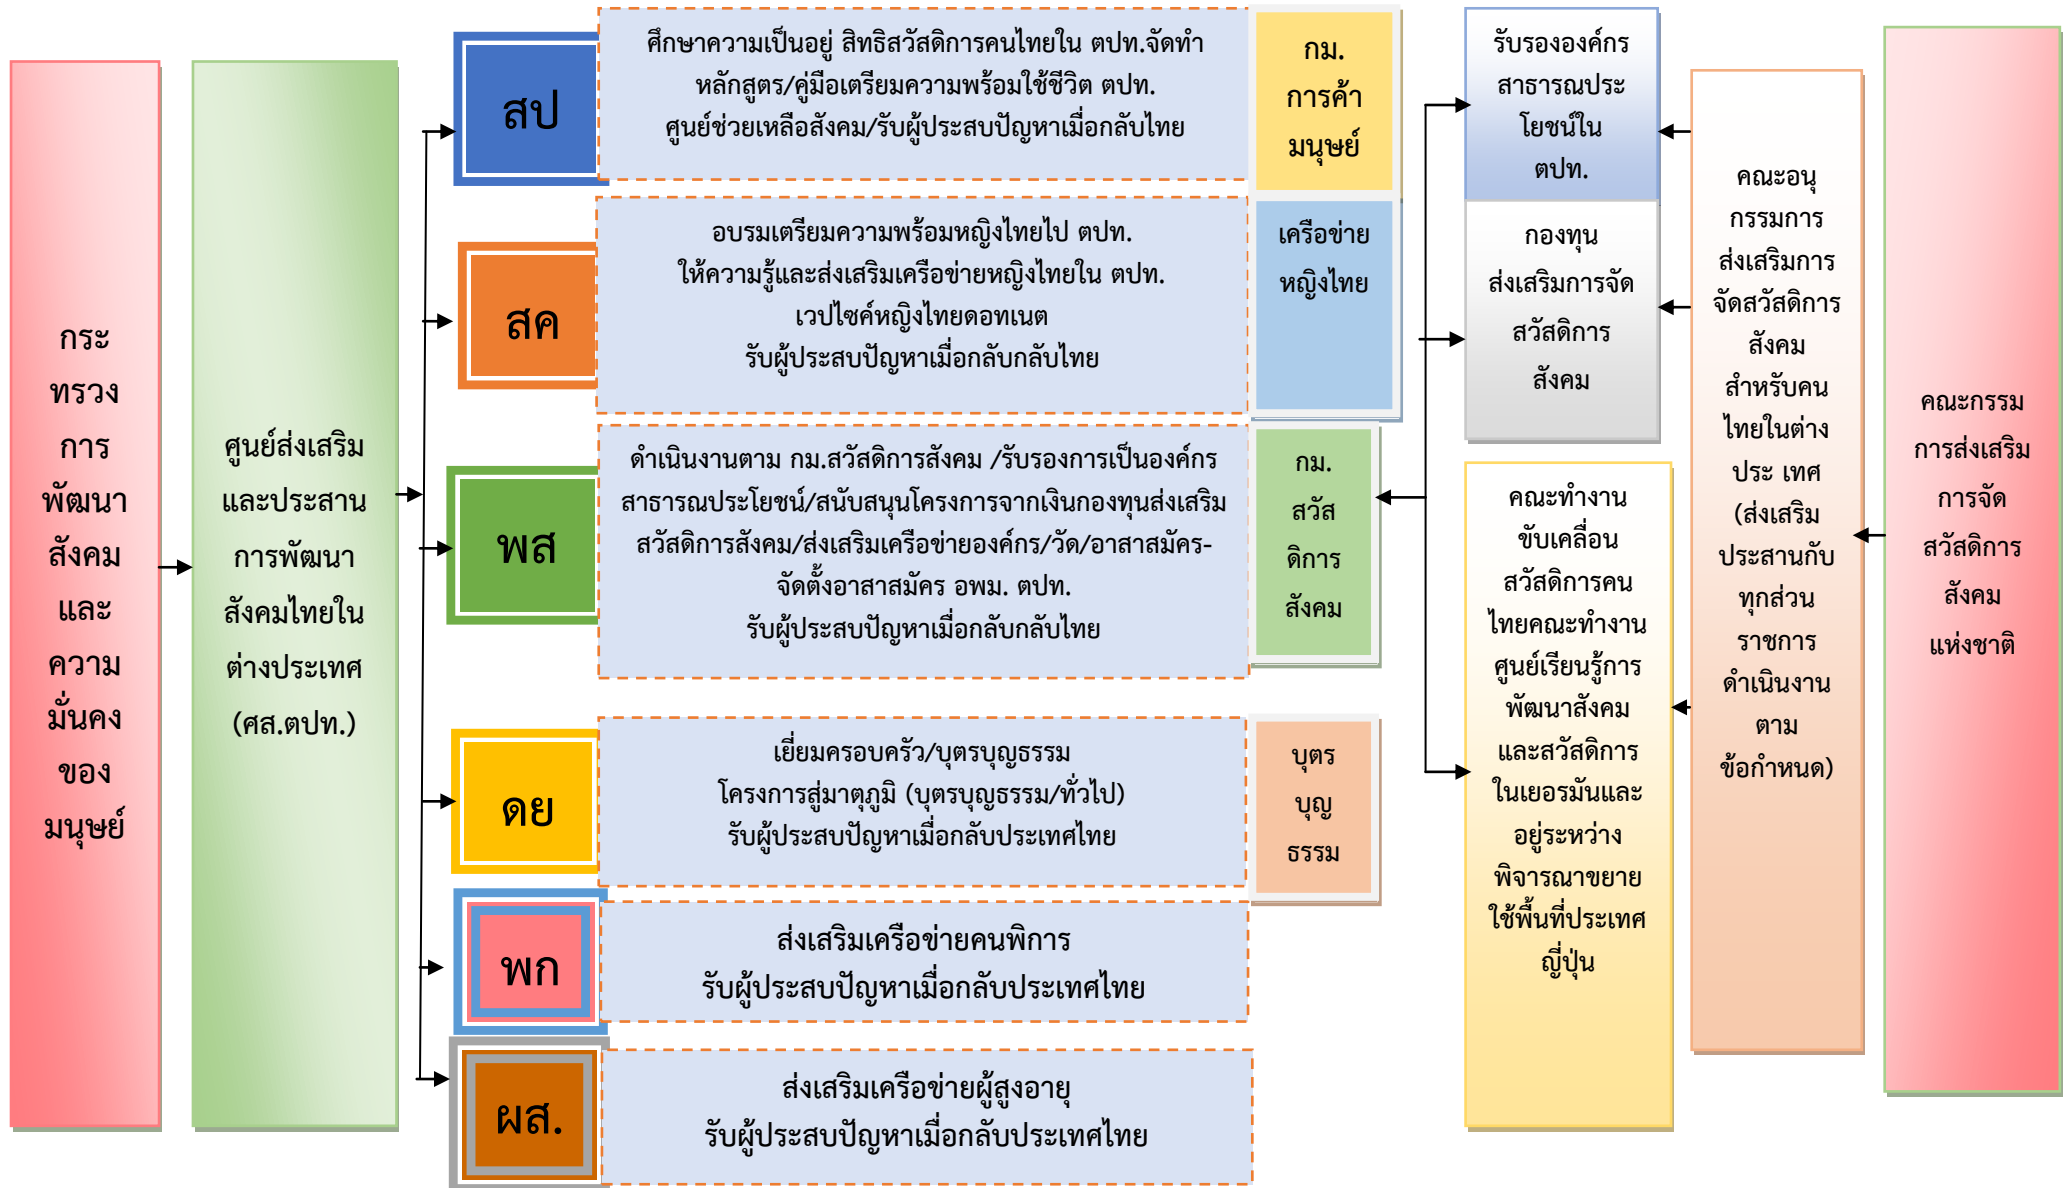 กระ
ทรวง
การ
พัฒนา
สังคม
และ
ความ
มั่นคง
ของ
มนุษย์
ศูนย์ส่งเสริม
และประสาน
การพัฒนา
สังคมไทยใน
ต่างประเทศ
(ศส.ตปท.)
สป
ศึกษาความเป็นอยู่ สิทธิสวัสดิการคนไทยใน ตปท.จัดทำ
หลักสูตร/คู่มือเตรียมความพร้อมใช้ชีวิต ตปท.
ศูนย์ช่วยเหลือสังคม/รับผู้ประสบปัญหาเมื่อกลับไทย
กม.
การค้า
มนุษย์
สค
อบรมเตรียมความพร้อมหญิงไทยไป ตปท.
ให้ความรู้และส่งเสริมเครือข่ายหญิงไทยใน ตปท.
เวปไซค์หญิงไทยดอทเนต
รับผู้ประสบปัญหาเมื่อกลับกลับไทย
เครือข่าย
หญิงไทย
พส
ดำเนินงานตาม กม.สวัสดิการสังคม /รับรองการเป็นองค์กร
สาธารณประโยชน์/สนับสนุนโครงการจากเงินกองทุนส่งเสริม
สวัสดิการสังคม/ส่งเสริมเครือข่ายองค์กร/วัด/อาสาสมัคร-
จัดตั้งอาสาสมัคร อพม. ตปท.
รับผู้ประสบปัญหาเมื่อกลับกลับไทย
กม.
สวัส
ดิการ
สังคม
ดย
เยี่ยมครอบครัว/บุตรบุญธรรม
โครงการสู่มาตุภูมิ (บุตรบุญธรรม/ทั่วไป)
รับผู้ประสบปัญหาเมื่อกลับประเทศไทย
บุตร
บุญ
ธรรม
พก
ส่งเสริมเครือข่ายคนพิการ
รับผู้ประสบปัญหาเมื่อกลับประเทศไทย
ผส.
ส่งเสริมเครือข่ายผู้สูงอายุ
รับผู้ประสบปัญหาเมื่อกลับประเทศไทย
รับรององค์กร
สาธารณประ
โยชน์ใน
ตปท.
กองทุน
ส่งเสริมการจัด
สวัสดิการ
สังคม
คณะทำงาน
ขับเคลื่อน
สวัสดิการคน
ไทยคณะทำงาน
ศูนย์เรียนรู้การ
พัฒนาสังคม
และสวัสดิการ
ในเยอรมันและ
อยู่ระหว่าง
พิจารณาขยาย
ใช้พื้นที่ประเทศ
ญี่ปุ่น
คณะอนุ
กรรมการ
ส่งเสริมการ
จัดสวัสดิการ
สังคม
สำหรับคน
ไทยในต่าง
ประ เทศ
(ส่งเสริม
ประสานกับ
ทุกส่วน
ราชการ
ดำเนินงาน
ตาม
ข้อกำหนด)
คณะกรรม
การส่งเสริม
การจัด
สวัสดิการ
สังคม
แห่งชาติ